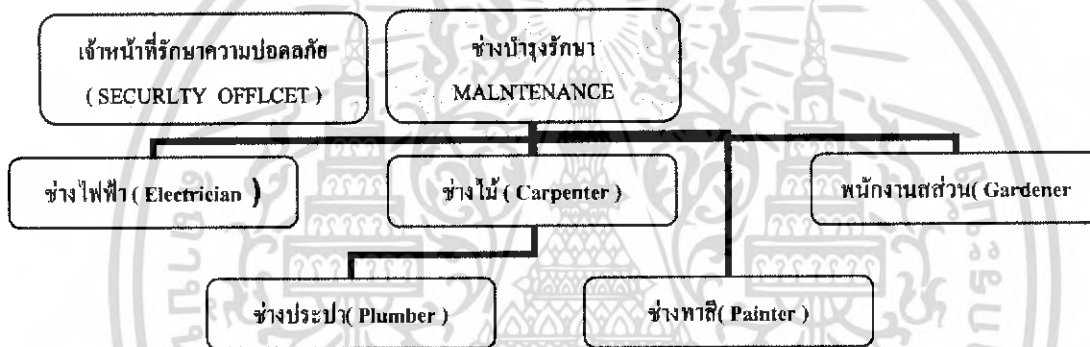 เจ้าหน้าที่รักษาความปอดลภัย
( SECURLTY OFFLCET )
ช่างบำรุงรักษา
MALNTENANCE
ช่างไฟฟ้า ( Electrician )
ช่างไม้ ( Carpenter )
พนักงานสส่วน( Gardener
ช่างประปา( Plumber )
ช่างทาสี( Painter )